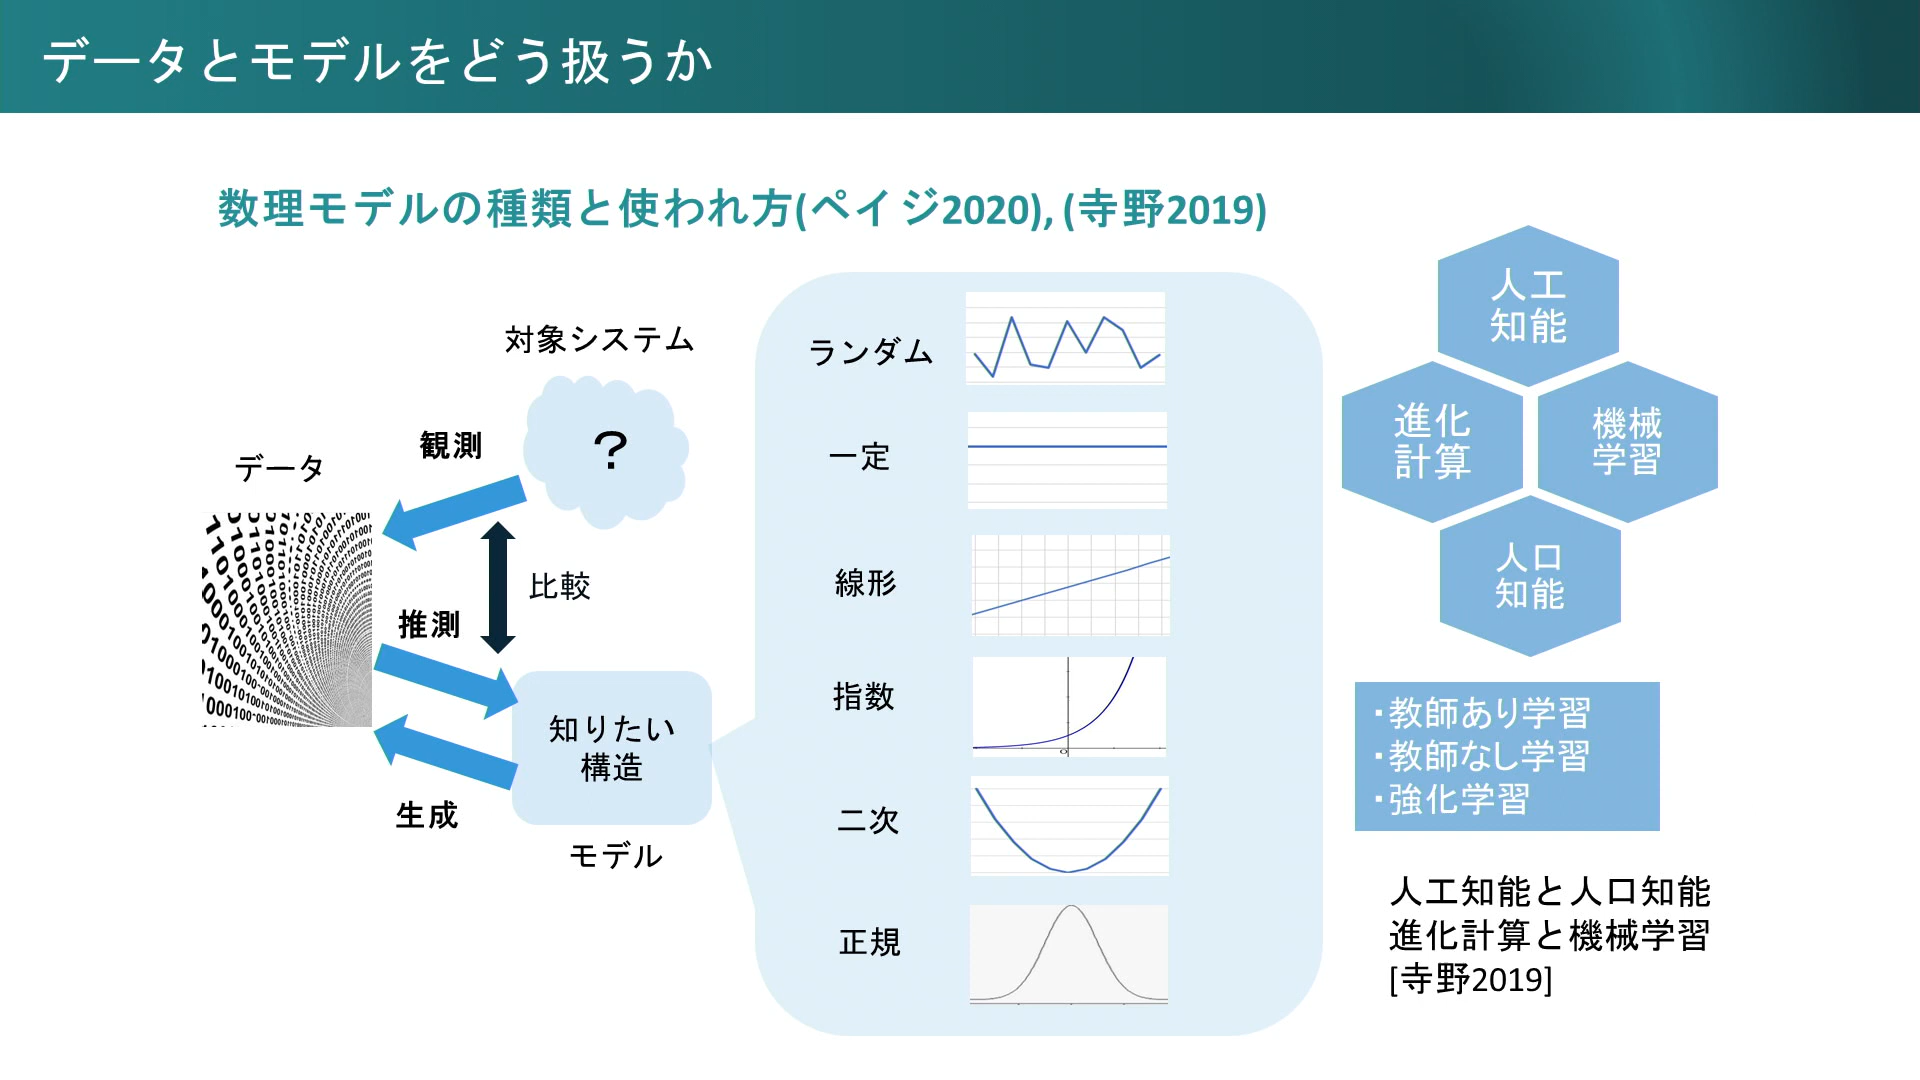 データとモデルをどう扱うか
数理モデルの種類と使われ方(ペイジ2020), (寺野2019)
対象システム
?
観測
データ
比較
推測
知りたい
構造
生成
モデル
ランダム
一定
線形
指数
二次
正規
人工
知能
進化
計算
機械
学習
人口
知能
・教師あり学習
・教師なし学習
・強化学習
人工知能と人口知能
進化計算と機械学習
[寺野2019]